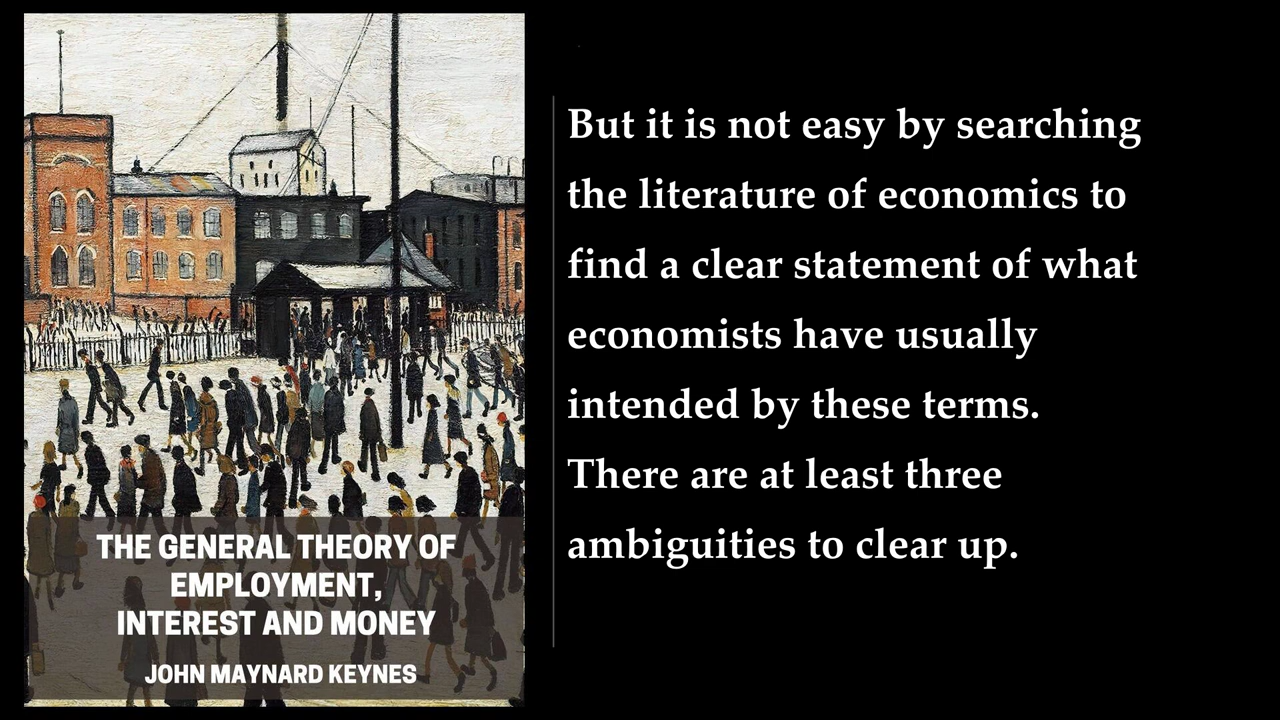 THE GENERAL THEORY OF
EMPLOYMENT,
INTEREST AND MONEY
JOHN MAYNARD KEYNES
But it is not easy by searching
the literature of economics to
find a clear statement of what
economists have usually
intended by these terms.
There are at least three
ambiguities to clear up.